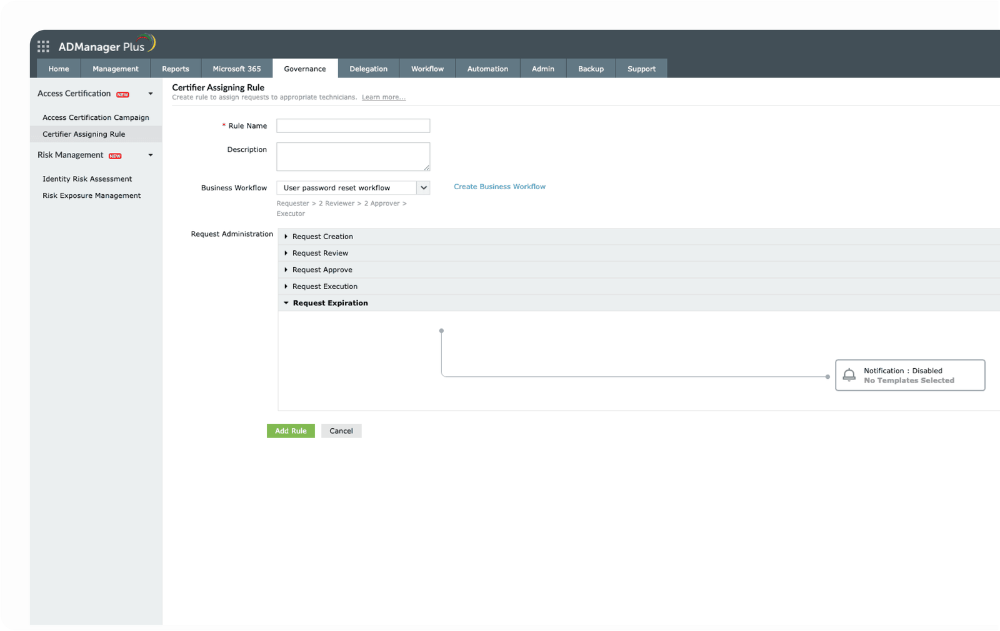 ADManager Plus
Home Management Reports Microsoft 365 Governance Delegation Workflow Automation Admin Backup Support
Access Certification NEW
Access Certification Campaign
Certifier Assigning Rule
Risk Management NEW
Identity Risk Assessment
Risk Exposure Management
Certifier Assigning Rule
Create rule to assign requests to appropriate technicians. Learn more...
* Rule Name
Description
Business Workflow User password reset workflow Create Business Workflow
Requester > 2 Reviewer > 2 Approver >
Executor
Request Administration
Request Creation
Request Review
Request Approve
Request Execution
Request Expiration
Notification : Disabled
No Templates Selected
Add Rule Cancel